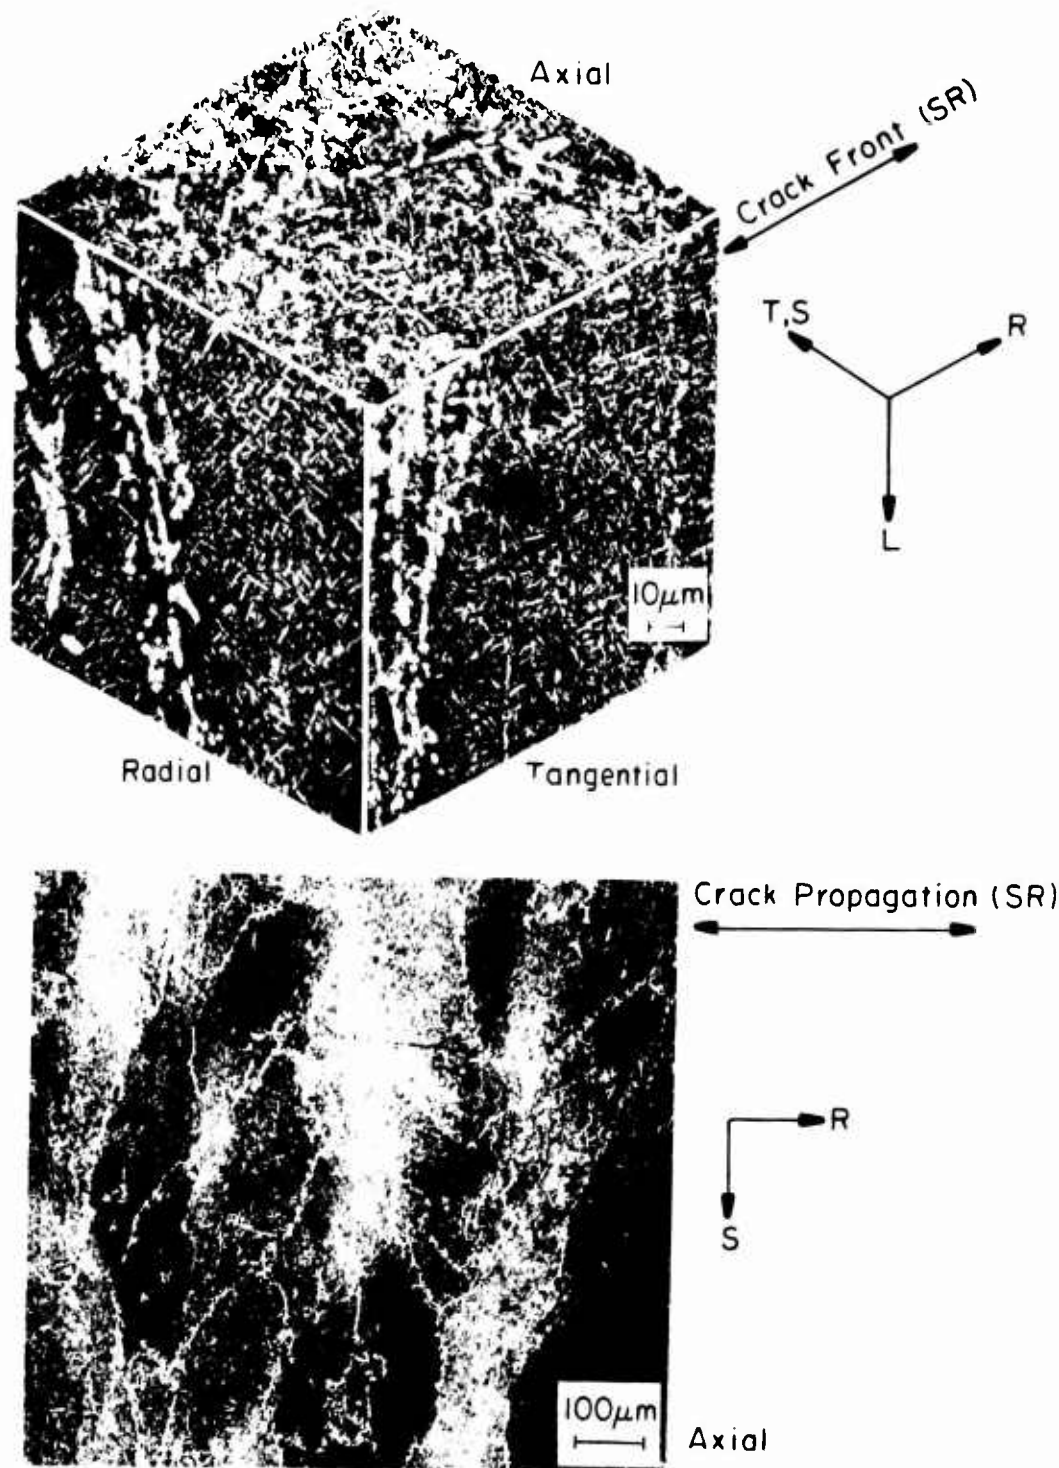 Axial
Crack Front (SR)
T,S
R
L
10μm
Radial
Tangential
Crack Propagation (SR)
R
S
100μm
Axial